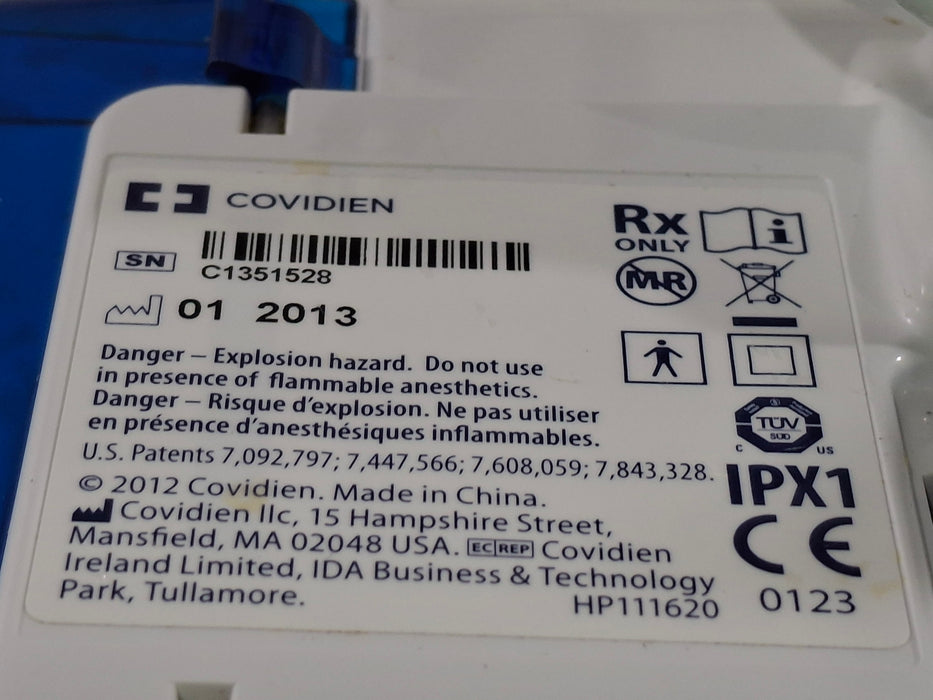 COVIDIEN
SN
C1351528
01 2013
Danger – Explosion hazard. Do not use
in presence of flammable anesthetics.
Danger – Risque d'explosion. Ne pas utiliser
en présence d'anesthésiques inflammables.
U.S. Patents 7,092,797; 7,447,566; 7,608,059; 7,843,328.
© 2012 Covidien. Made in China.
Covidien llc, 15 Hampshire Street,
Mansfield, MA 02048 USA. EC REP Covidien
Ireland Limited, IDA Business & Technology
Park, Tullamore.
HP111620
Rx
ONLY
i
MR
TÜV
SÜD
C US
IPX1
CE
0123